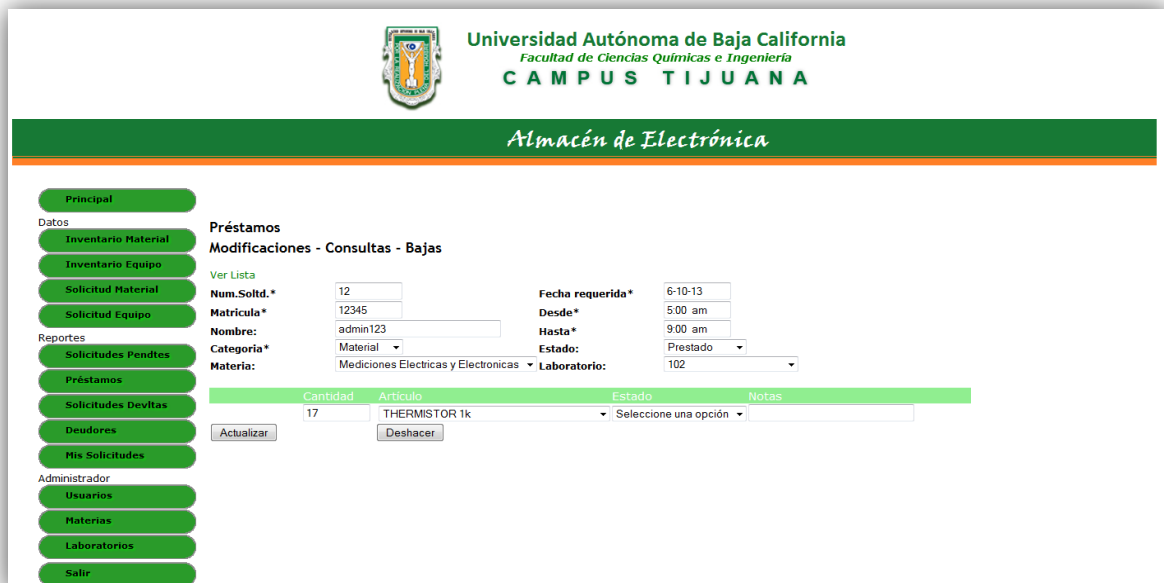 Universidad Autónoma de Baja California
Facultad de Ciencias Químicas e Ingeniería
CAMPUS TIJUANA
Almacén de Electrónica
Principal
Datos
Inventario Material
Inventario Equipo
Solicitud Material
Solicitud Equipo
Reportes
Solicitudes Pendtes
Préstamos
Solicitudes Devltas
Deudores
Mis Solicitudes
Administrador
Usuarios
Materias
Laboratorios
Salir
Préstamos
Modificaciones - Consultas - Bajas
Ver Lista
Num.Soltd.* 12 Fecha requerida* 6-10-13
Matricula* 12345 Desde* 5:00 am
Nombre: admin123 Hasta* 9:00 am
Categoria* Material Estado: Prestado
Materia: Mediciones Electricas y Electronicas Laboratorio: 102
Cantidad Artículo Estado Notas
17 THERMISTOR 1k Seleccione una opción
Actualizar Deshacer